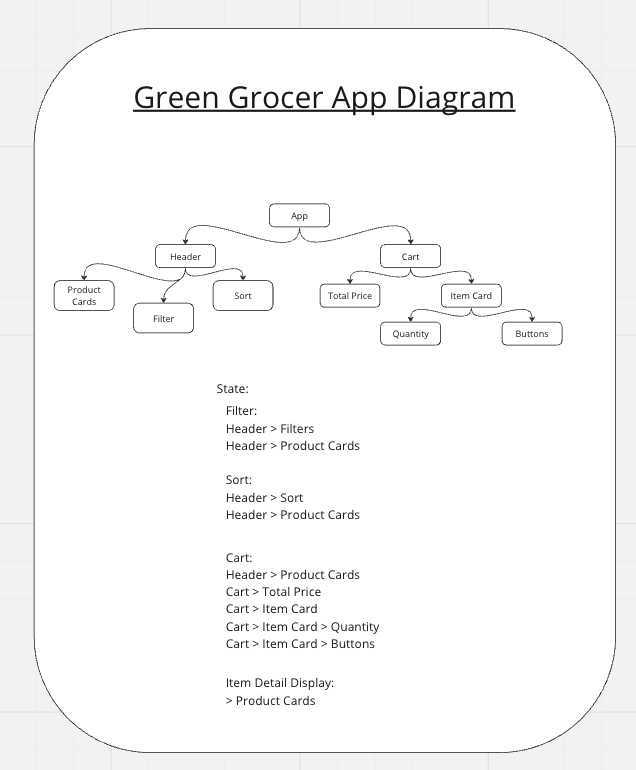 Green Grocer App Diagram
App
Header
Cart
Product
Cards
Filter
Sort
Total Price
Item Card
Quantity
Buttons
State:
Filter:
Header > Filters
Header > Product Cards
Sort:
Header > Sort
Header > Product Cards
Cart:
Header > Product Cards
Cart > Total Price
Cart > Item Card
Cart > Item Card > Quantity
Cart > Item Card > Buttons
Item Detail Display:
> Product Cards